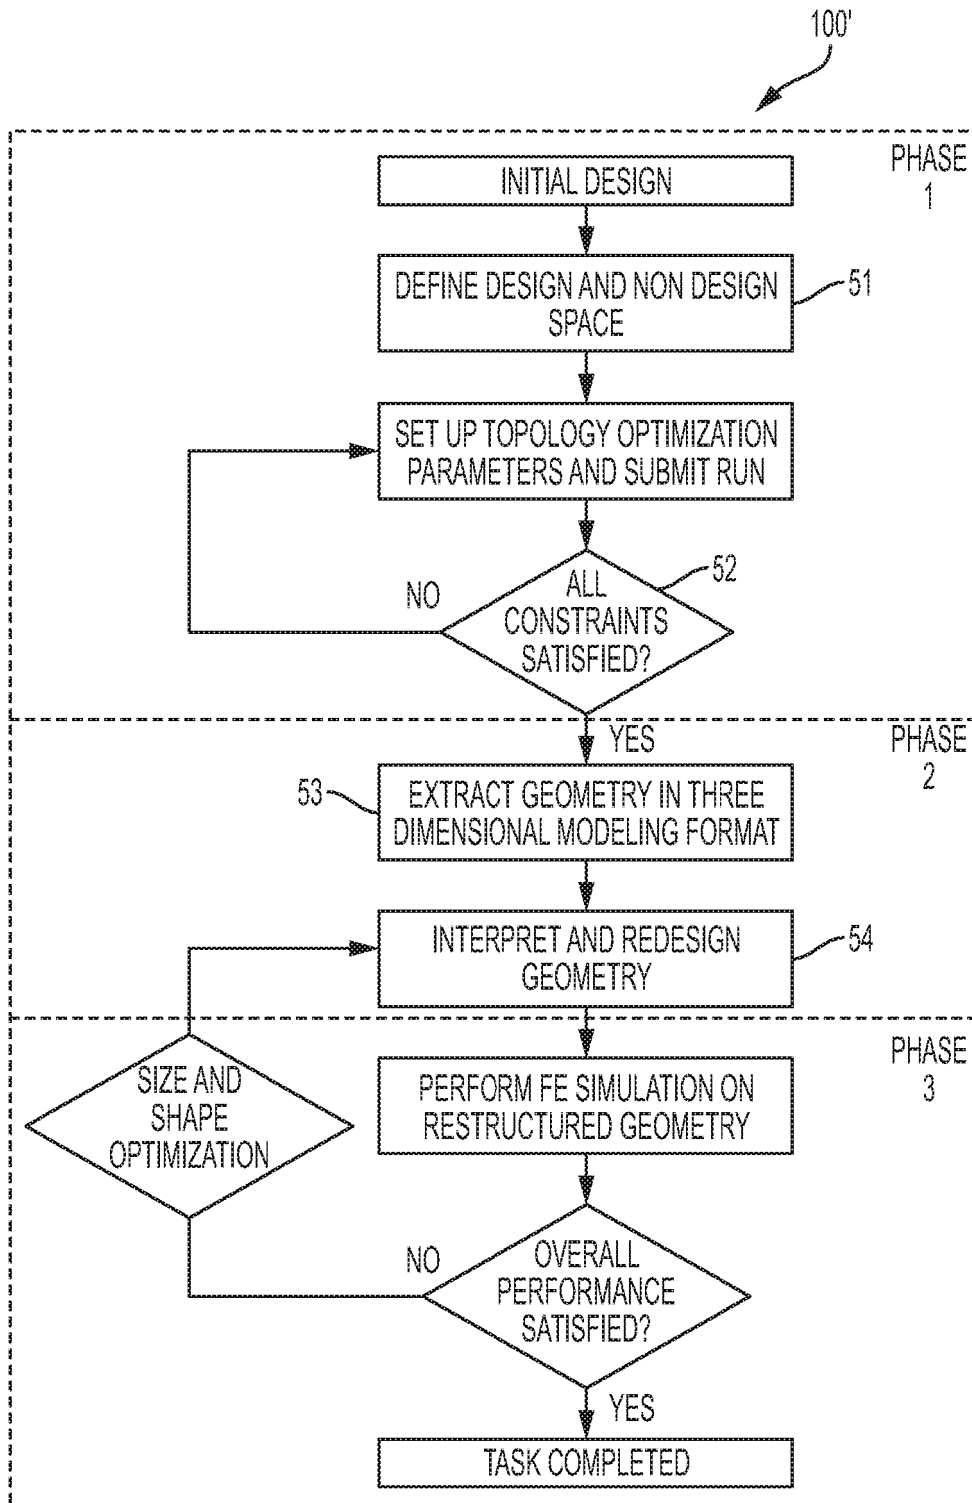 100'
PHASE
1
INITIAL DESIGN
DEFINE DESIGN AND NON DESIGN
SPACE
51
SET UP TOPOLOGY OPTIMIZATION
PARAMETERS AND SUBMIT RUN
NO
ALL
CONSTRAINTS
SATISFIED?
52
YES
PHASE
2
53
EXTRACT GEOMETRY IN THREE
DIMENSIONAL MODELING FORMAT
INTERPRET AND REDESIGN
GEOMETRY
54
PHASE
3
SIZE AND
SHAPE
OPTIMIZATION
PERFORM FE SIMULATION ON
RESTRUCTURED GEOMETRY
NO
OVERALL
PERFORMANCE
SATISFIED?
YES
TASK COMPLETED